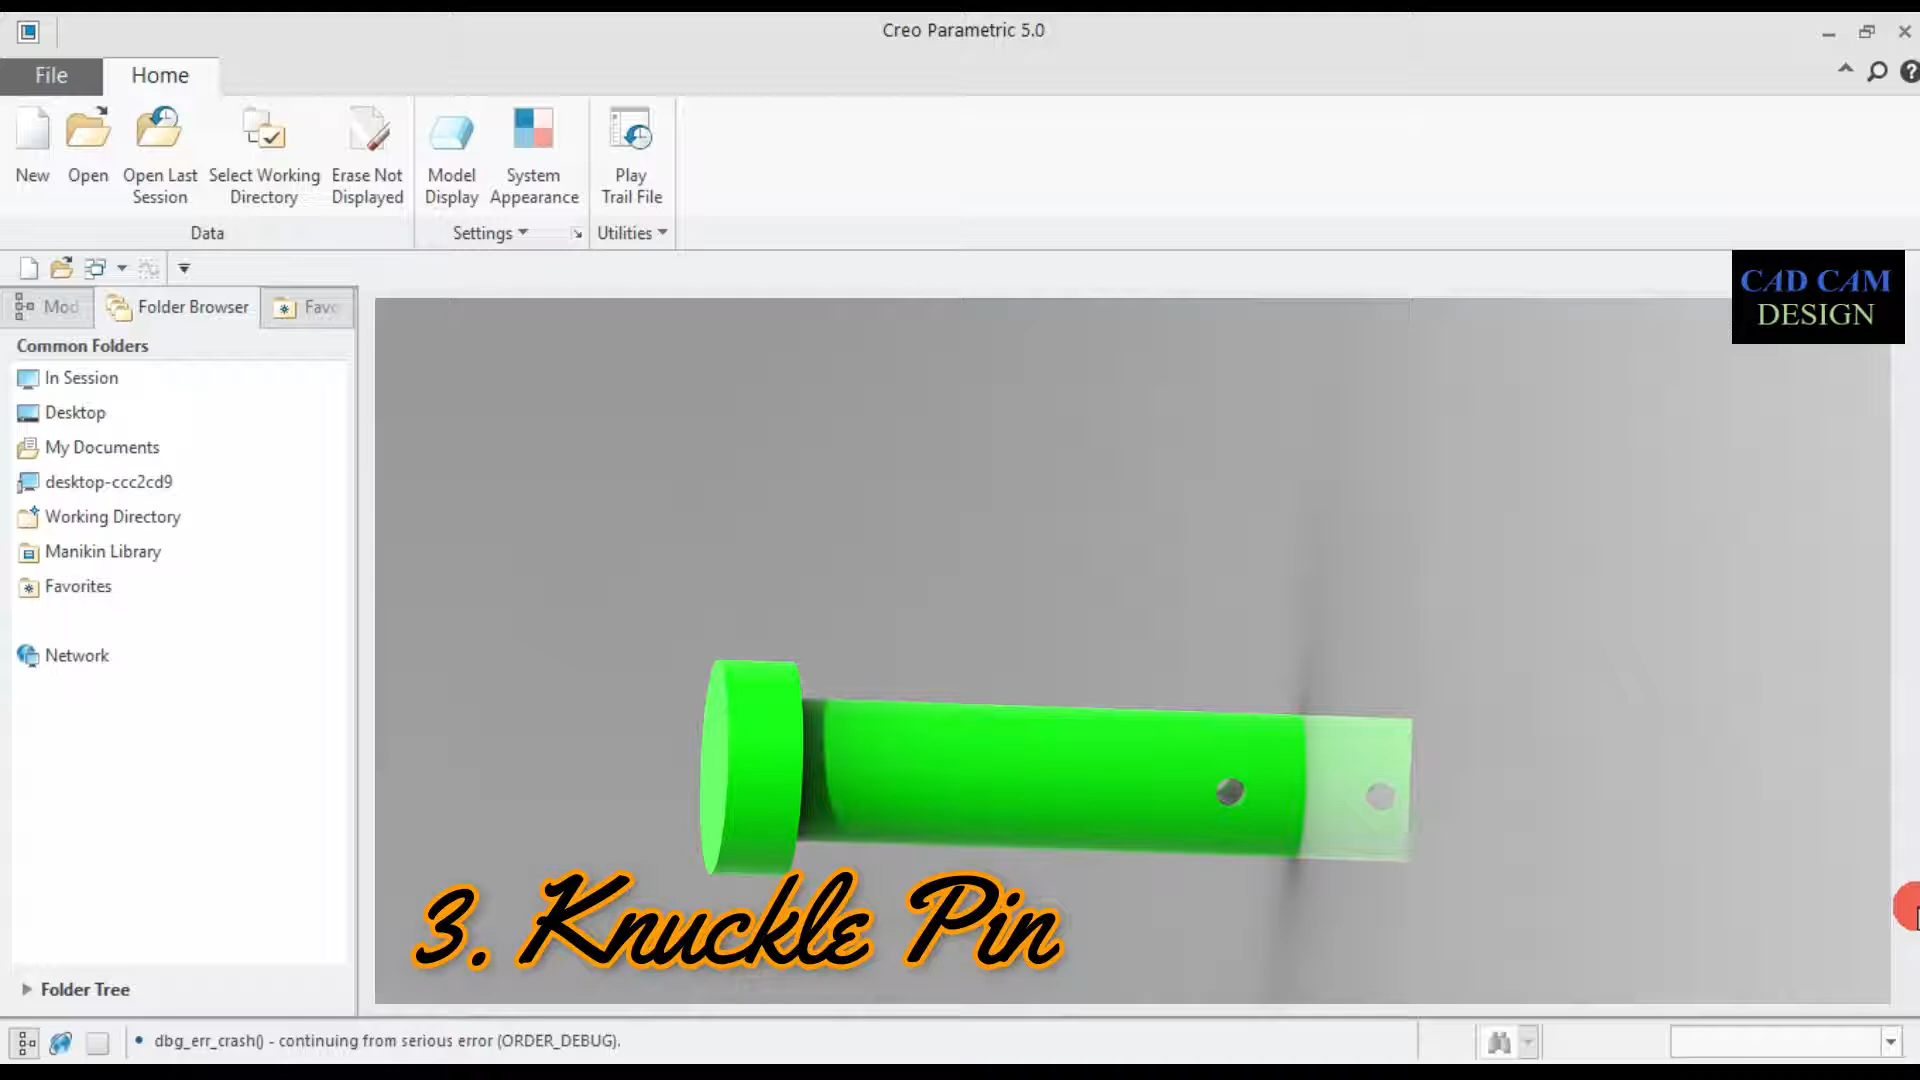 Creo Parametric 5.0
File
Home
New
Open
Open Last
Session
Select Working
Directory
Erase Not
Displayed
Model
Display
System
Appearance
Play
Trail File
Data
Settings
Utilities
CAD CAM
DESIGN
Mod
Folder Browser
Favo
Common Folders
In Session
Desktop
My Documents
desktop-ccc2cd9
Working Directory
Manikin Library
Favorites
Network
3. Knuckle Pin
Folder Tree
• dbg_err_crash() - continuing from serious error (ORDER_DEBUG).